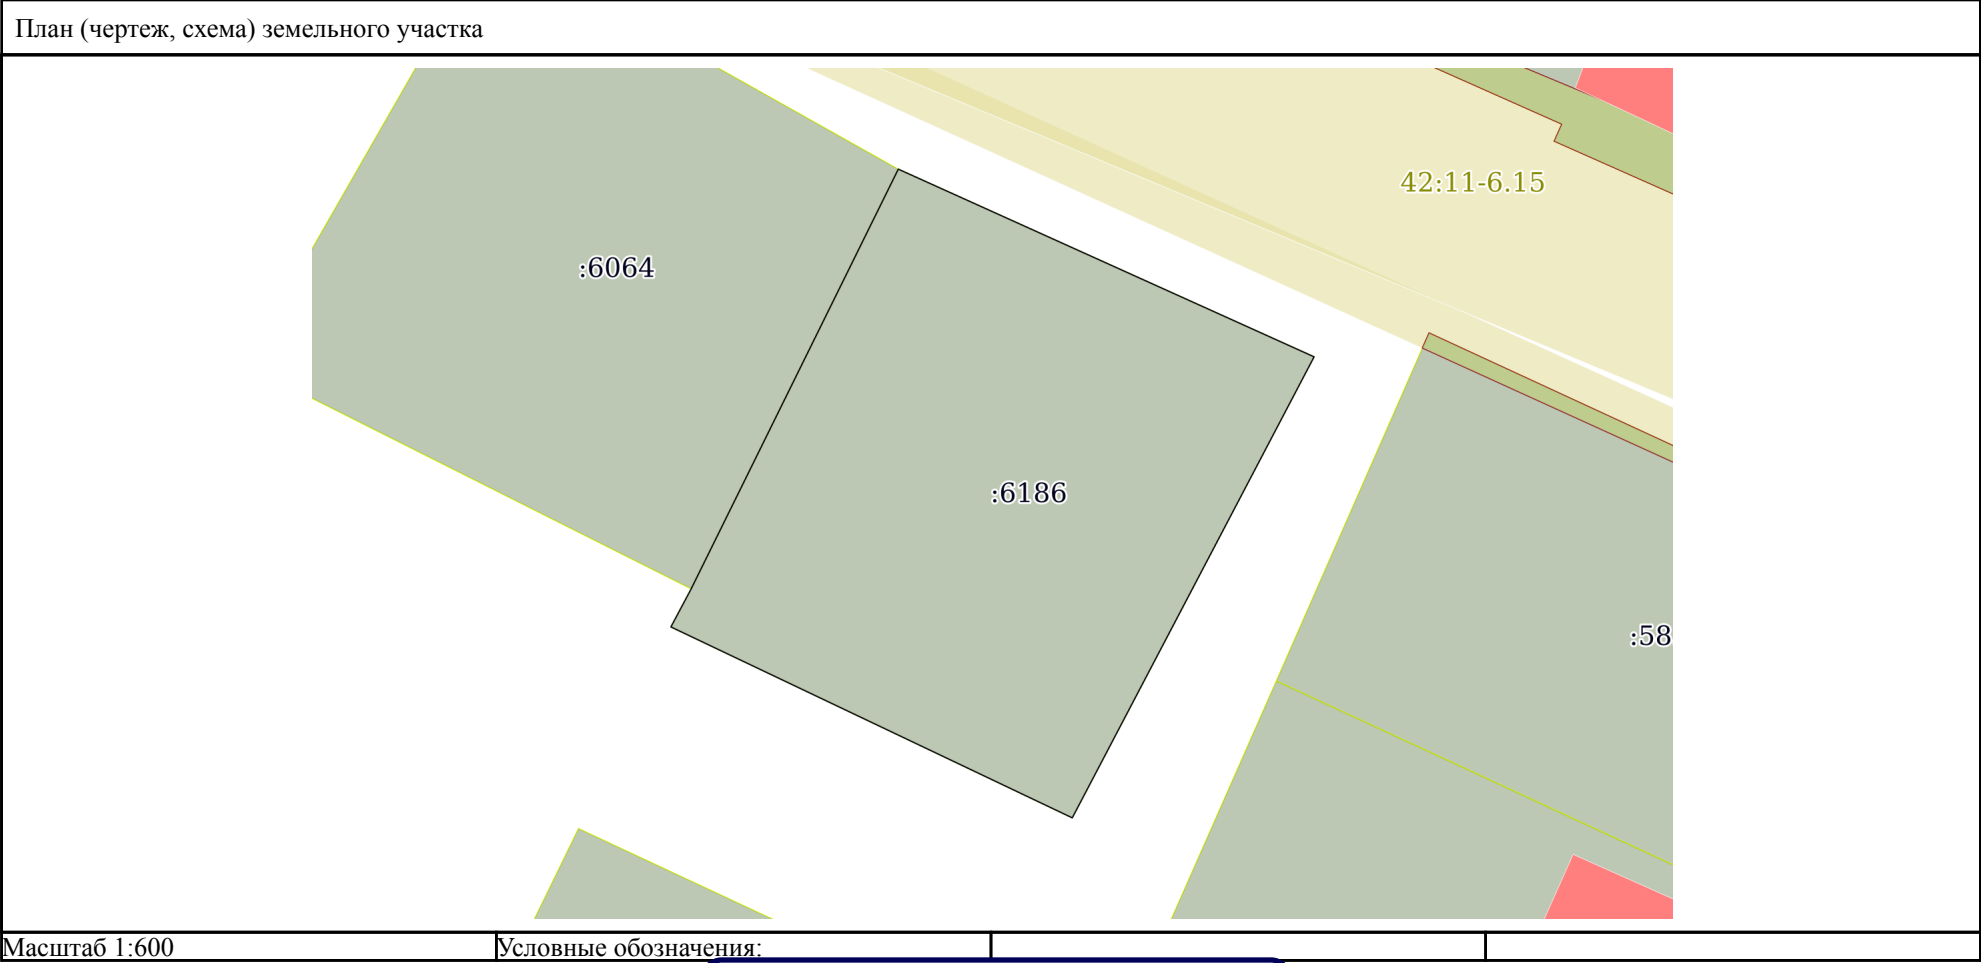 План (чертеж, схема) земельного участка
42:11-6.15
:6064
:6186
:58
Масштаб 1:600
Условные обозначения: